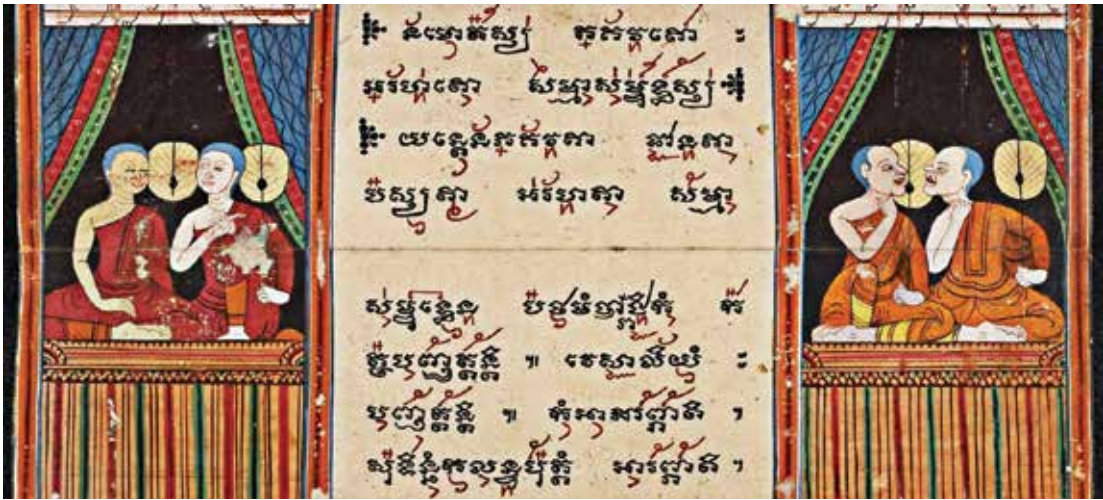 នមោតស្ស ភគវតោ ៖
អរហតោ សម្មាសម្ពុទ្ធស្ស
យន្តេនភគវតា ជានតា
បស្សតា អរហតា សម្មា
សម្ពុទ្ធេន បឋមំបារាជិកំ ក
ត្ថបញ្ញត្តន្តិ ៕ វេសាលិយំ ៖
បញ្ញត្តន្តិ ៕ កំអារព្ភាតិ ។
សុទិន្នំកលន្ទបុត្តំ អារព្ភាតិ ។